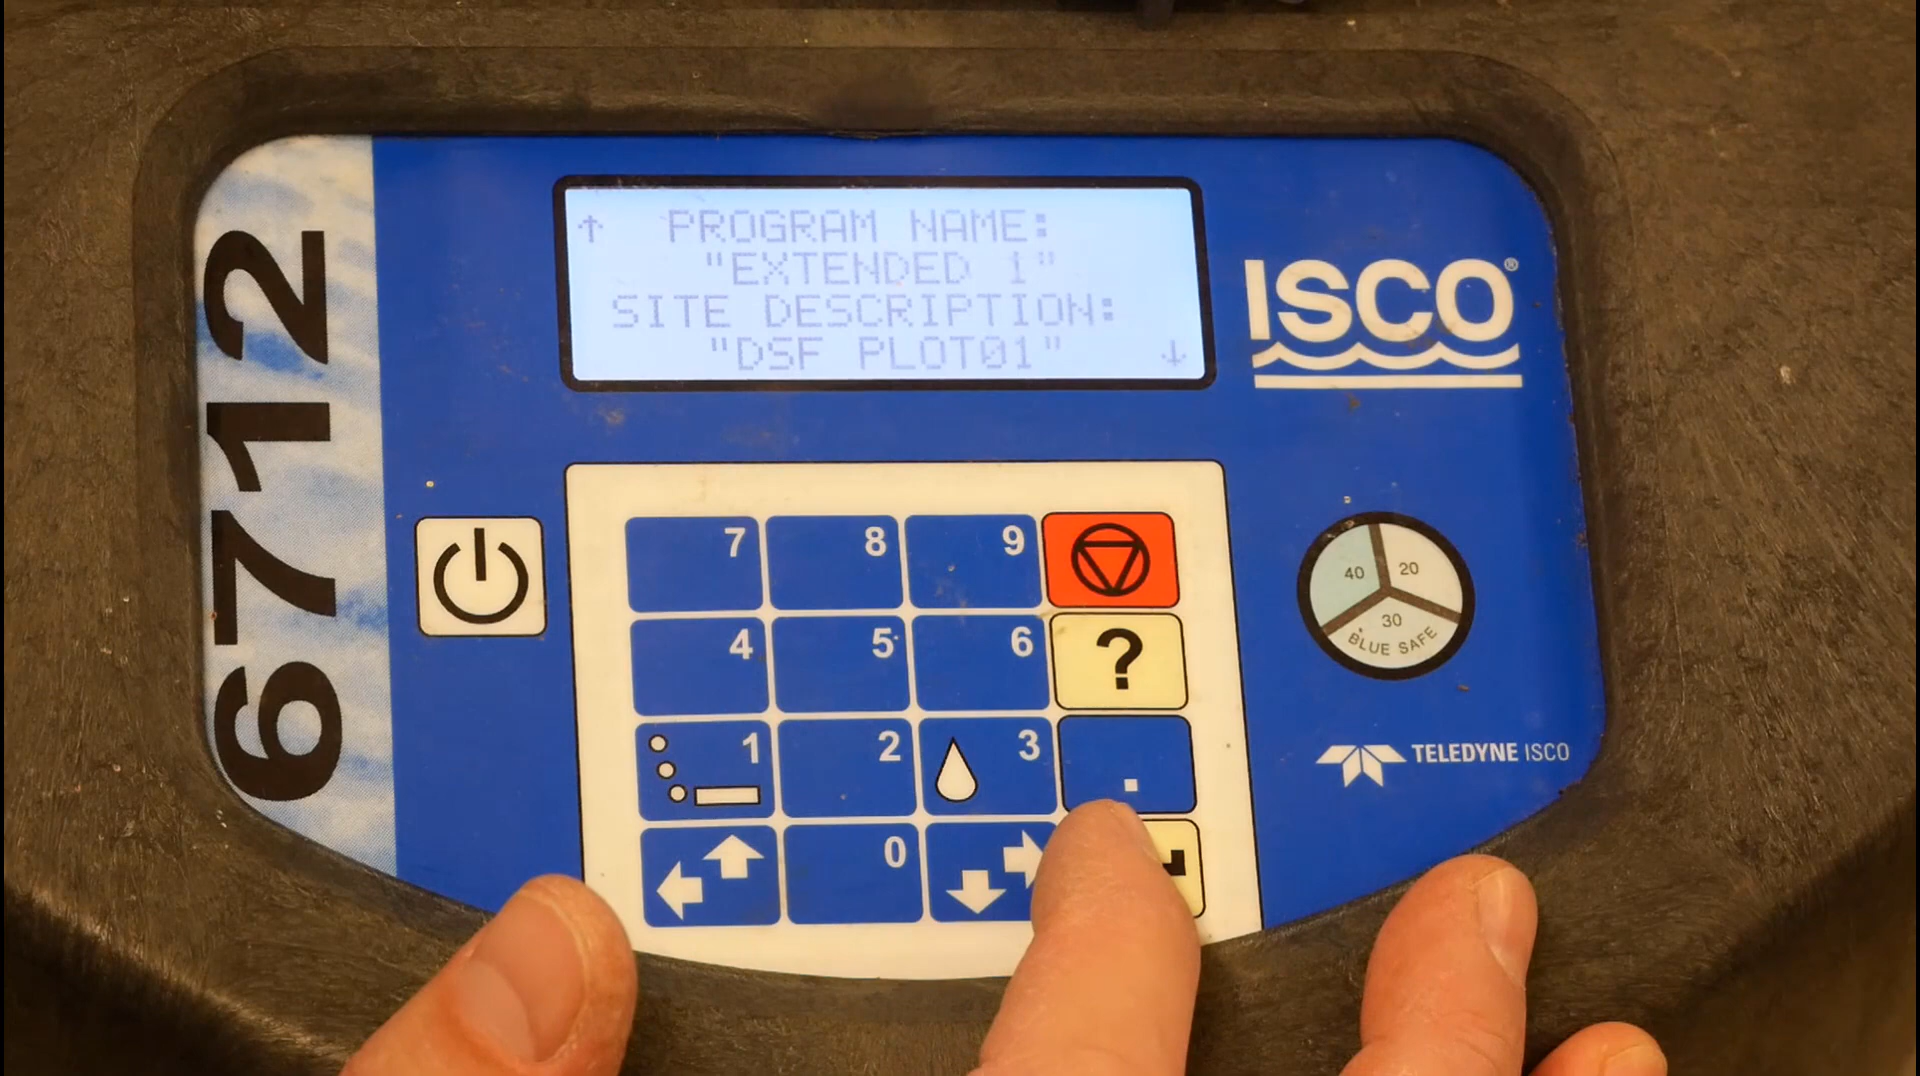 ↑ PROGRAM NAME:
"EXTENDED 1"
SITE DESCRIPTION:
"DSF PLOT01" ↓
6712
ISCO®
7 8 9
4 5 6 ?
1 2 3 .
0
40 20
30
BLUE SAFE
TELEDYNE ISCO